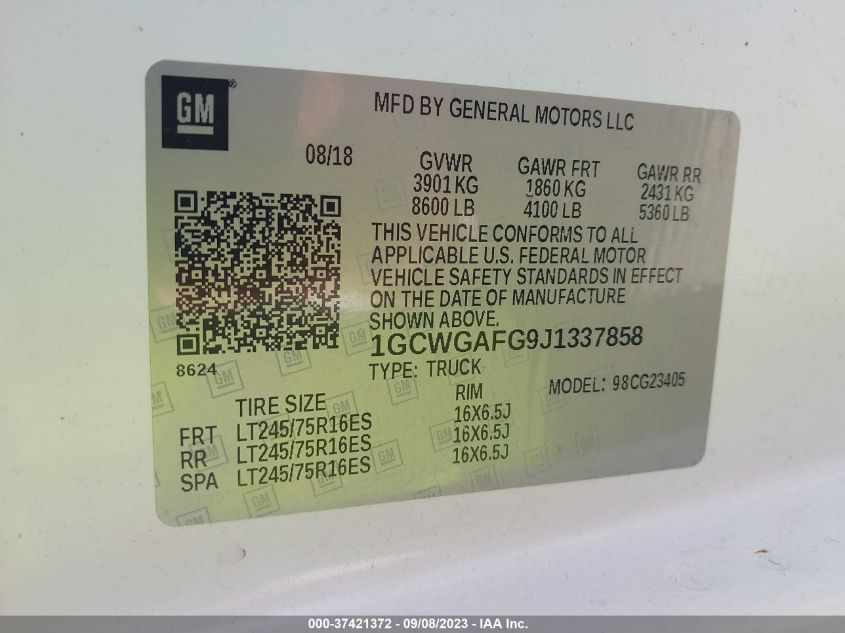 GM®
MFD BY GENERAL MOTORS LLC
08/18
GVWR GAWR FRT GAWR RR
3901 KG 1860 KG 2431 KG
8600 LB 4100 LB 5360 LB
THIS VEHICLE CONFORMS TO ALL
APPLICABLE U.S. FEDERAL MOTOR
VEHICLE SAFETY STANDARDS IN EFFECT
ON THE DATE OF MANUFACTURE
SHOWN ABOVE.
1GCWGAFG9J1337858
8624
TYPE: TRUCK MODEL: 98CG23405
TIRE SIZE RIM
FRT LT245/75R16ES 16X6.5J
RR LT245/75R16ES 16X6.5J
SPA LT245/75R16ES 16X6.5J
000-37421372 - 09/08/2023 - IAA Inc.